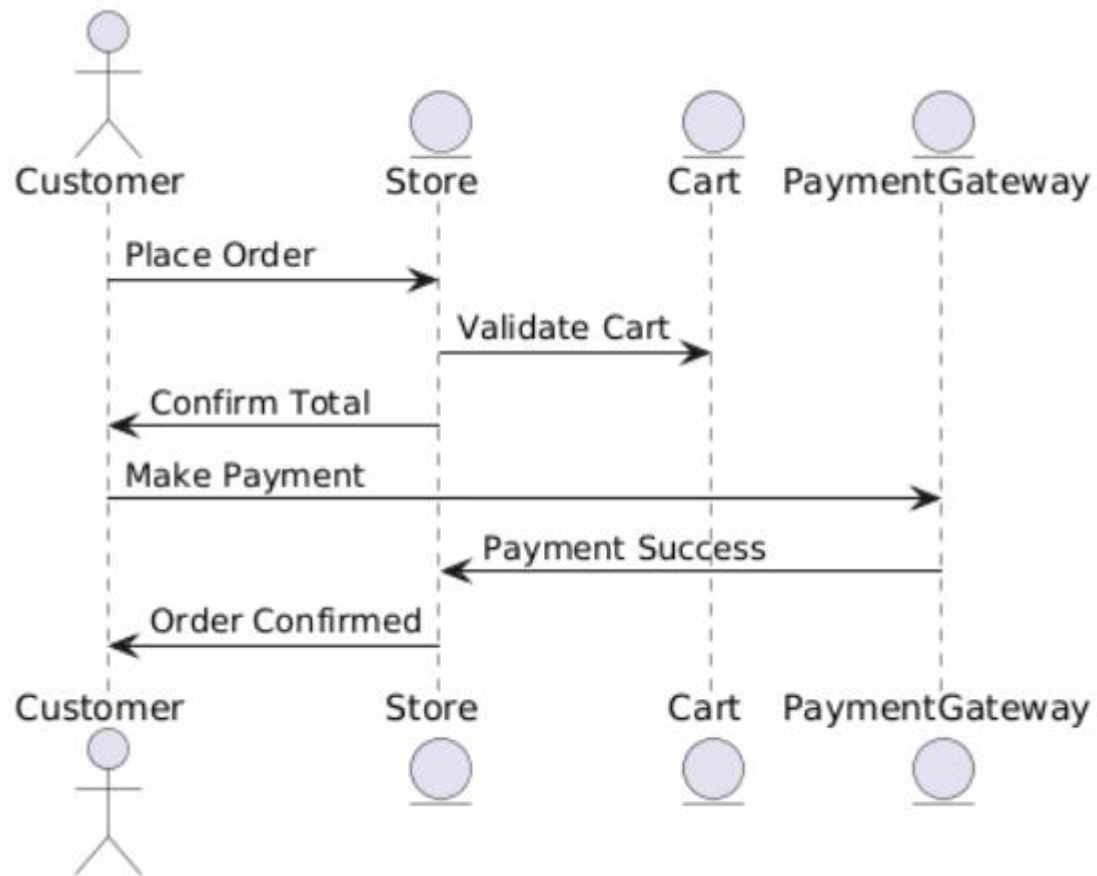 Customer Store Cart PaymentGateway
Place Order
Validate Cart
Confirm Total
Make Payment
Payment Success
Order Confirmed
Customer Store Cart PaymentGateway